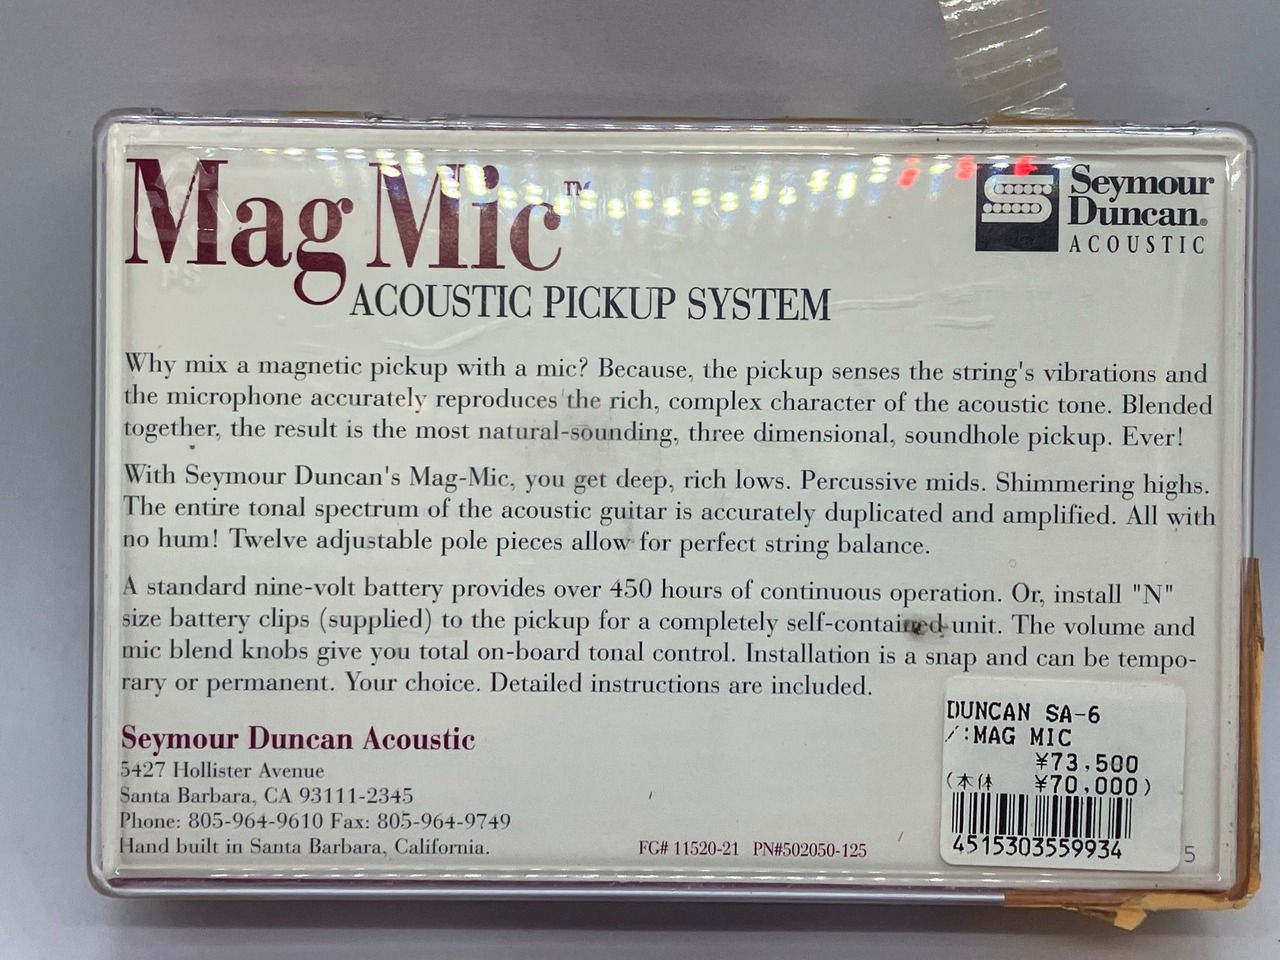 Mag Mic™
ACOUSTIC PICKUP SYSTEM
Seymour
Duncan®
ACOUSTIC
Why mix a magnetic pickup with a mic? Because, the pickup senses the string's vibrations and
the microphone accurately reproduces the rich, complex character of the acoustic tone. Blended
together, the result is the most natural-sounding, three dimensional, soundhole pickup. Ever!
With Seymour Duncan's Mag-Mic, you get deep, rich lows. Percussive mids. Shimmering highs.
The entire tonal spectrum of the acoustic guitar is accurately duplicated and amplified. All with
no hum! Twelve adjustable pole pieces allow for perfect string balance.
A standard nine-volt battery provides over 450 hours of continuous operation. Or, install "N"
size battery clips (supplied) to the pickup for a completely self-contained unit. The volume and
mic blend knobs give you total on-board tonal control. Installation is a snap and can be tempo-
rary or permanent. Your choice. Detailed instructions are included.
Seymour Duncan Acoustic
5427 Hollister Avenue
Santa Barbara, CA 93111-2345
Phone: 805-964-9610 Fax: 805-964-9749
Hand built in Santa Barbara, California.
FG# 11520-21 PN#502050-125
DUNCAN SA-6
/:MAG MIC
¥73,500
(本体 ¥70,000)
4515303559934
5